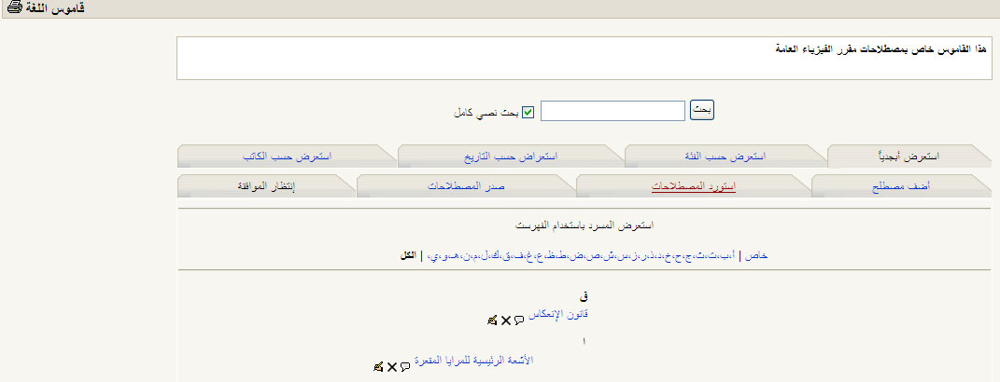 قاموس اللغة
هذا القاموس خاص بمصطلحات مقرر الفيزياء العامة
بحث بحث نصي كامل
استعرض أبجدياً استعرض حسب الفئة استعراض حسب التاريخ استعرض حسب الكاتب
أضف مصطلح استورد المصطلاحات صدر المصطلاحات إنتظار الموافقة
استعرض المسرد باستخدام الفهرست
خاص | أ،ب،ت،ث،ج،ح،خ،د،ذ،ر،ز،س،ش،ص،ض،ط،ظ،ع،غ،ف،ق،ك،ل،م،ن،هـ،و،ي، | الكل
ق
قانون الإنعكاس
ا
الأشعة الرئيسية للمرايا المقعرة